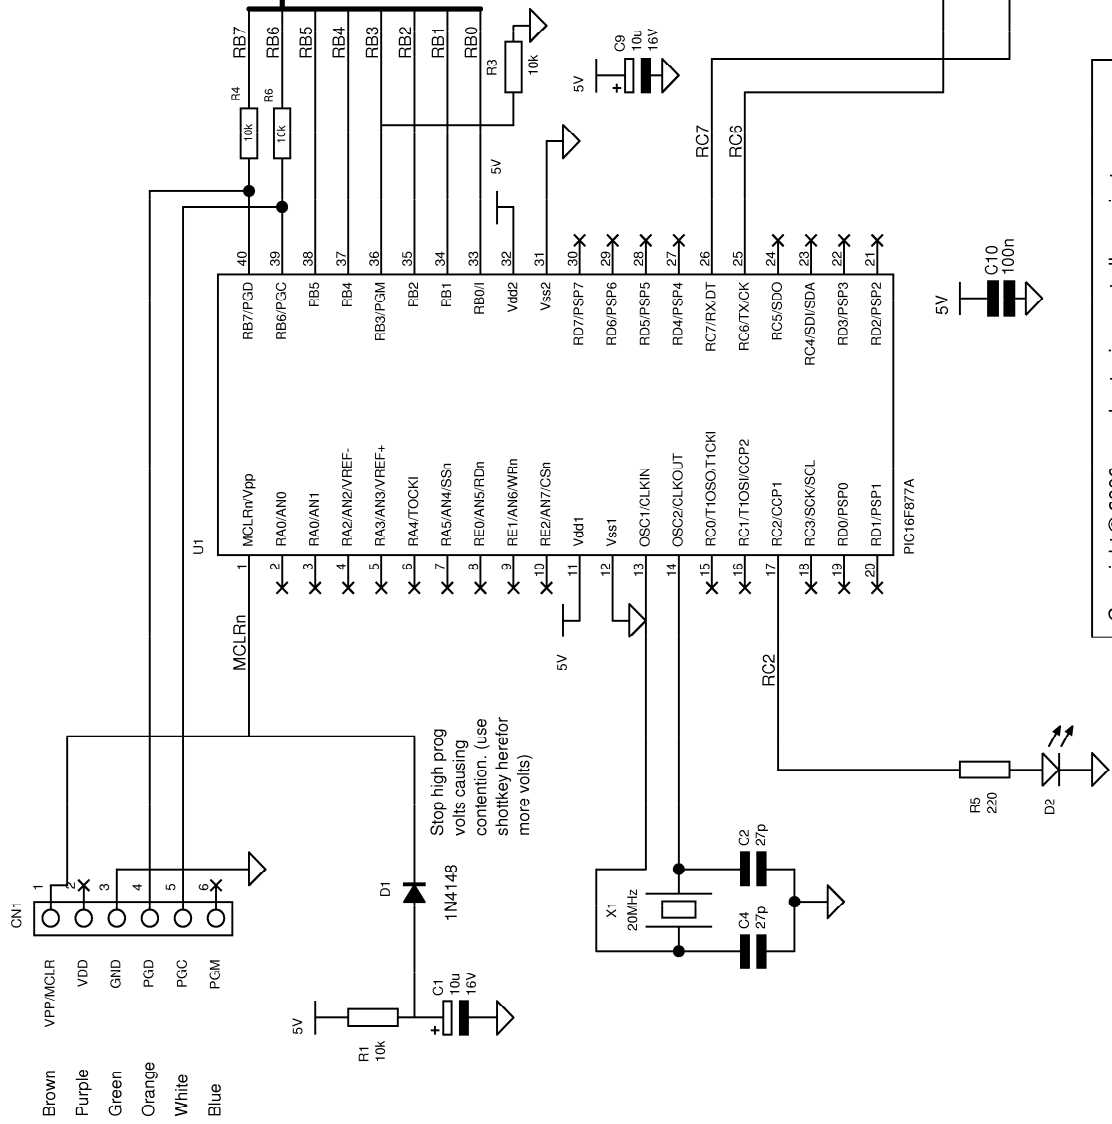 RB7
RB6
RB5
RB4
RB3
RB2
RB1
RB0
R4
10k
R6
10k
R3
10k
5V
C9
10u
16V
+
RC7
RC6
5V
40
39
38
37
36
35
34
33
32
31
30
29
28
27
26
25
24
23
22
21
RB7/PGD
RB6/PGC
RB5
RB4
RB3/PGM
RB2
RB1
RB0/I
Vdd2
Vss2
RD7/PSP7
RD6/PSP6
RD5/PSP5
RD4/PSP4
RC7/RX/DT
RC6/TX/CK
RC5/SDO
RC4/SDI/SDA
RD3/PSP3
RD2/PSP2
5V
C10
100n
U1
MCLRn/Vpp
RA0/AN0
RA0/AN1
RA2/AN2/VREF-
RA3/AN3/VREF+
RA4/TOCKI
RA5/AN4/SSn
RE0/AN5/RDn
RE1/AN6/WRn
RE2/AN7/CSn
Vdd1
Vss1
OSC1/CLKIN
OSC2/CLKOUT
RC0/T1OSO/T1CKI
RC1/T1OSI/CCP2
RC2/CCP1
RC3/SCK/SCL
RD0/PSP0
RD1/PSP1
PIC16F877A
1
2
3
4
5
6
7
8
9
10
11
12
13
14
15
16
17
18
19
20
MCLRn
5V
RC2
Stop high prog
volts causing
contention. (use
shottkey herefor
more volts)
R5
220
D2
CN1
1
2
3
4
5
6
VPP/MCLR
VDD
GND
PGD
PGC
PGM
Brown
Purple
Green
Orange
White
Blue
D1
1N4148
5V
R1
10k
+
C1
10u
16V
X1
20MHz
C2
27p
C4
27p